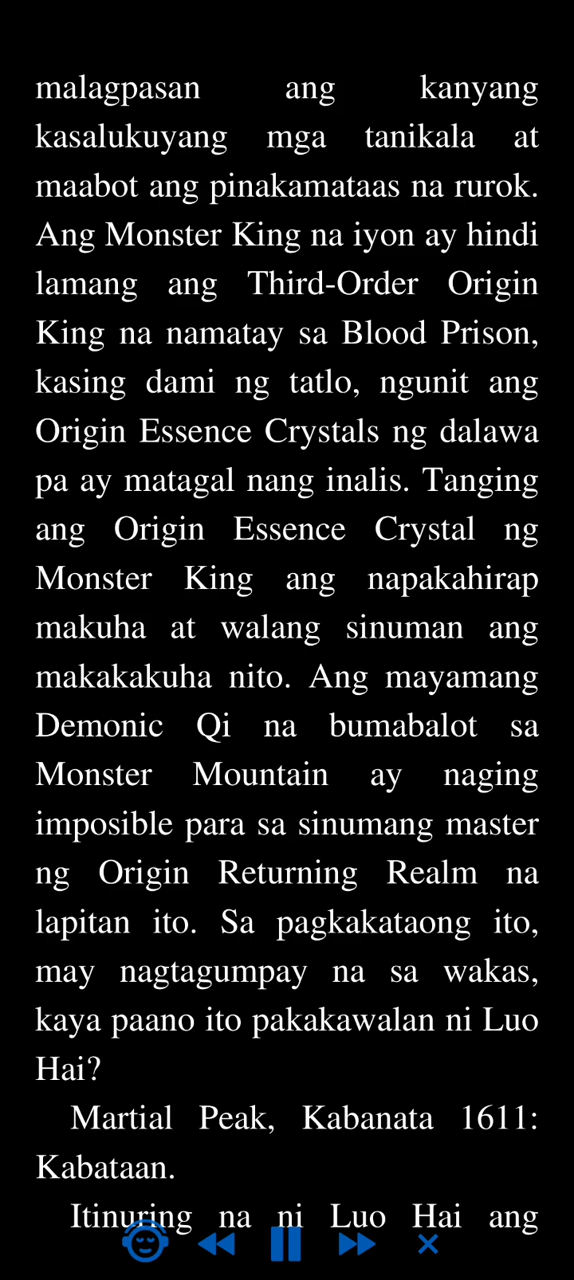 malagpasan ang kanyang
kasalukuyang mga tanikala at
maabot ang pinakamataas na rurok.
Ang Monster King na iyon ay hindi
lamang ang Third-Order Origin
King na namatay sa Blood Prison,
kasing dami ng tatlo, ngunit ang
Origin Essence Crystals ng dalawa
pa ay matagal nang inalis. Tanging
ang Origin Essence Crystal ng
Monster King ang napakahirap
makuha at walang sinuman ang
makakakuha nito. Ang mayamang
Demonic Qi na bumabalot sa
Monster Mountain ay naging
imposible para sa sinumang master
ng Origin Returning Realm na
lapitan ito. Sa pagkakataong ito,
may nagtagumpay na sa wakas,
kaya paano ito pakakawalan ni Luo
Hai?
Martial Peak, Kabanata 1611:
Kabataan.
Itinuring na ni Luo Hai ang